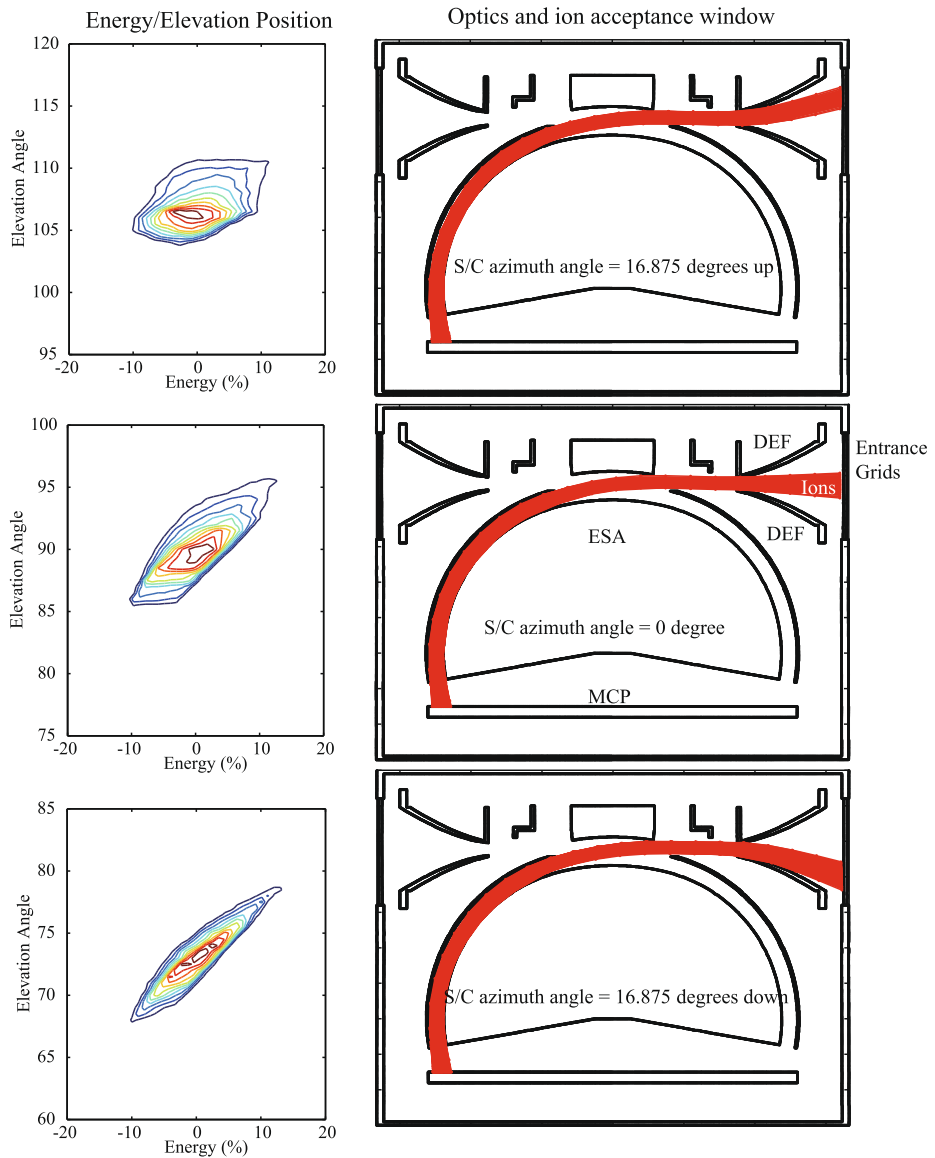 Energy/Elevation Position
Optics and ion acceptance window
120
115
110
105
100
95
Elevation Angle
-20
-10
0
10
20
Energy (%)
S/C azimuth angle = 16.875 degrees up
100
95
90
85
80
75
Elevation Angle
-20
-10
0
10
20
Energy (%)
DEF
Entrance
Grids
Ions
DEF
ESA
S/C azimuth angle = 0 degree
MCP
85
80
75
70
65
60
Elevation Angle
-20
-10
0
10
20
Energy (%)
S/C azimuth angle = 16.875 degrees down